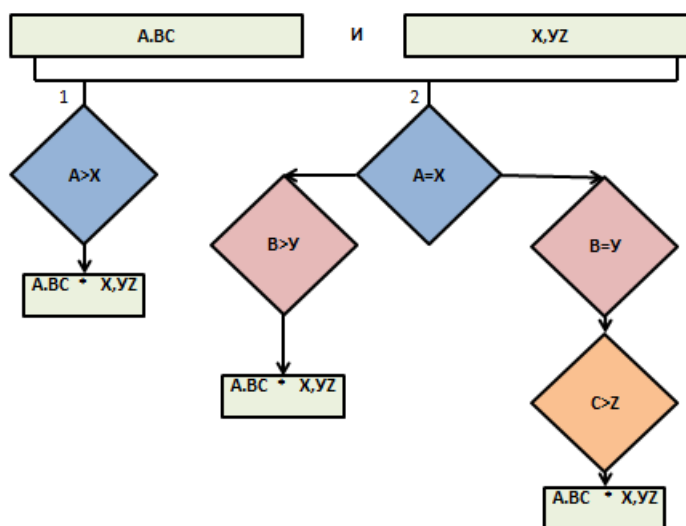 А.ВС И Х,УZ
1 2
А>Х А=Х
В>У В=У
А.ВС * Х,УZ
А.ВС * Х,УZ
С>Z
А.ВС * Х,УZ